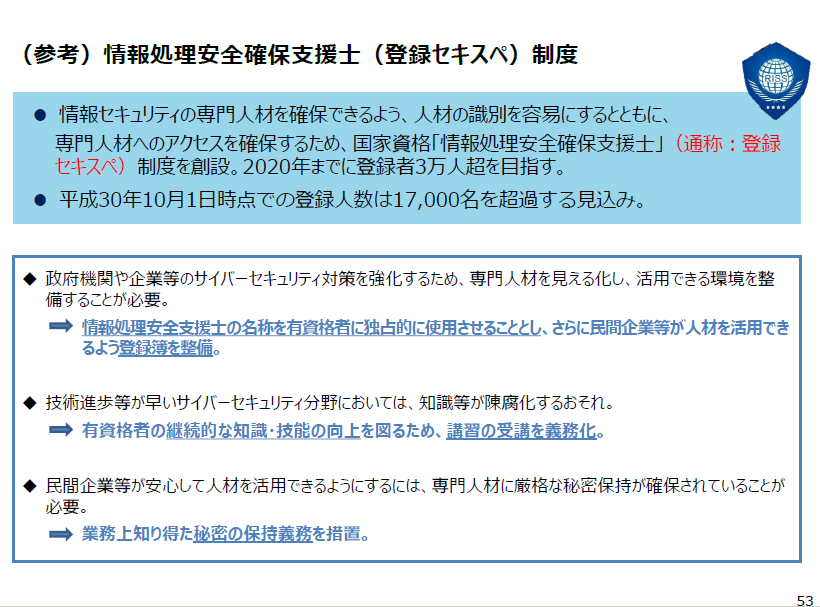 （参考）情報処理安全確保支援士（登録セキスペ）制度
RISS
● 情報セキュリティの専門人材を確保できるよう、人材の識別を容易にするとともに、
専門人材へのアクセスを確保するため、国家資格「情報処理安全確保支援士」（通称：登録
セキスペ）制度を創設。2020年までに登録者3万人超を目指す。
● 平成30年10月1日時点での登録人数は17,000名を超過する見込み。
◆ 政府機関や企業等のサイバーセキュリティ対策を強化するため、専門人材を見える化し、活用できる環境を整
備することが必要。
➡ 情報処理安全支援士の名称を有資格者に独占的に使用させることとし、さらに民間企業等が人材を活用でき
るよう登録簿を整備。
◆ 技術進歩等が早いサイバーセキュリティ分野においては、知識等が陳腐化するおそれ。
➡ 有資格者の継続的な知識・技能の向上を図るため、講習の受講を義務化。
◆ 民間企業等が安心して人材を活用できるようにするには、専門人材に厳格な秘密保持が確保されていることが
必要。
➡ 業務上知り得た秘密の保持義務を措置。
53